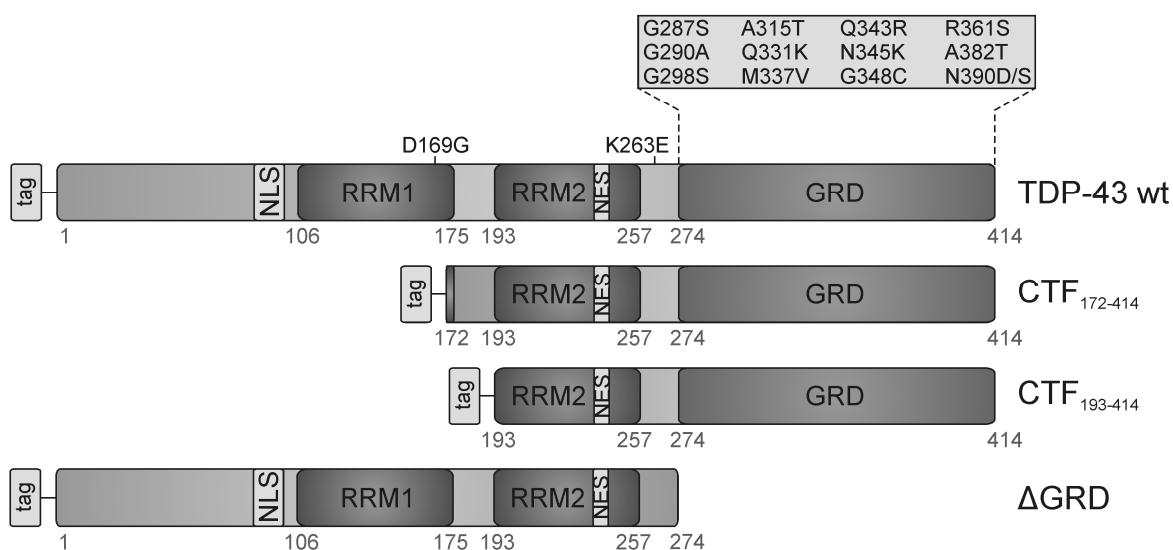 G287S A315T Q343R R361S
G290A Q331K N345K A382T
G298S M337V G348C N390D/S
D169G K263E
tag NLS RRM1 RRM2 NES GRD TDP-43 wt
1 106 175 193 257 274 414
tag RRM2 NES GRD CTF172-414
172 193 257 274 414
tag RRM2 NES GRD CTF193-414
193 257 274 414
tag NLS RRM1 RRM2 NES ΔGRD
1 106 175 193 257 274